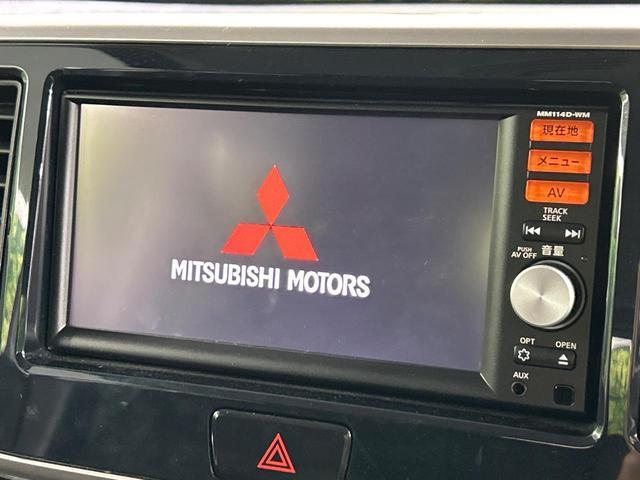 MM114D-WM
現在地
メニュー
AV
TRACK
SEEK
音量
PUSH
AV OFF
MITSUBISHI MOTORS
OPT
OPEN
AUX